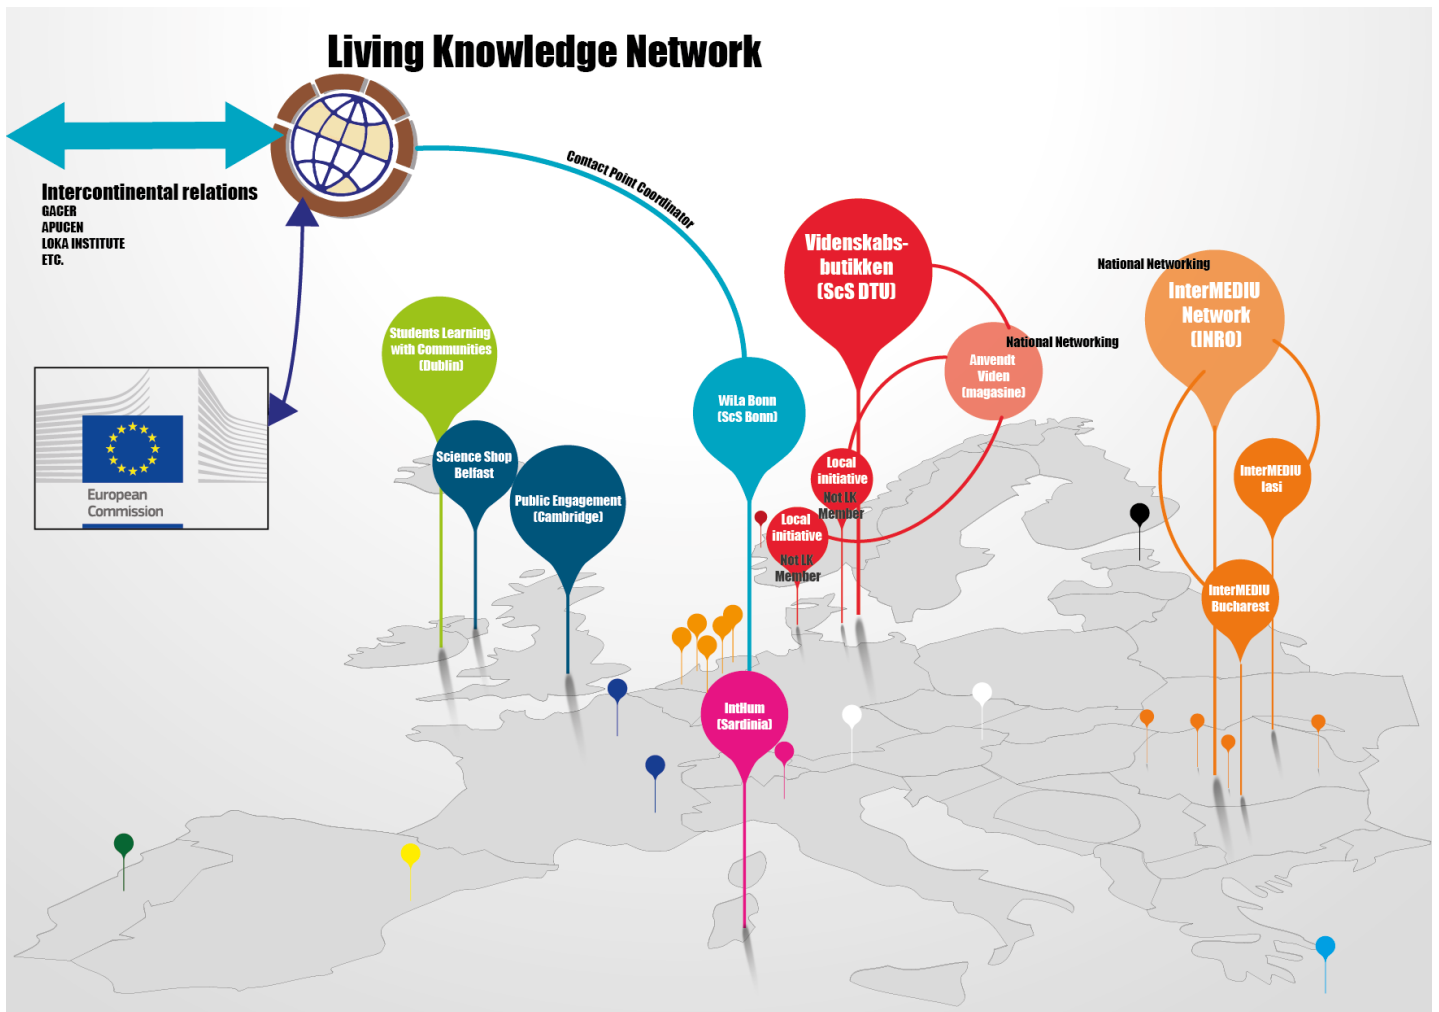 Living Knowledge Network
Intercontinental relations
GACER
APUCEN
LOKA INSTITUTE
ETC.
Contact Point Coordinator
European
Commission
Students Learning
with Communities
(Dublin)
Science Shop
Belfast
Public Engagement
(Cambridge)
WiLa Bonn
(ScS Bonn)
IntHum
(Sardinia)
Videnskabs-
butikken
(ScS DTU)
National Networking
Anvendt
Viden
(magasine)
Local
initiative
Not LK
Member
Local
initiative
Not LK
Member
National Networking
InterMEDIU
Network
(INRO)
InterMEDIU
Iasi
InterMEDIU
Bucharest